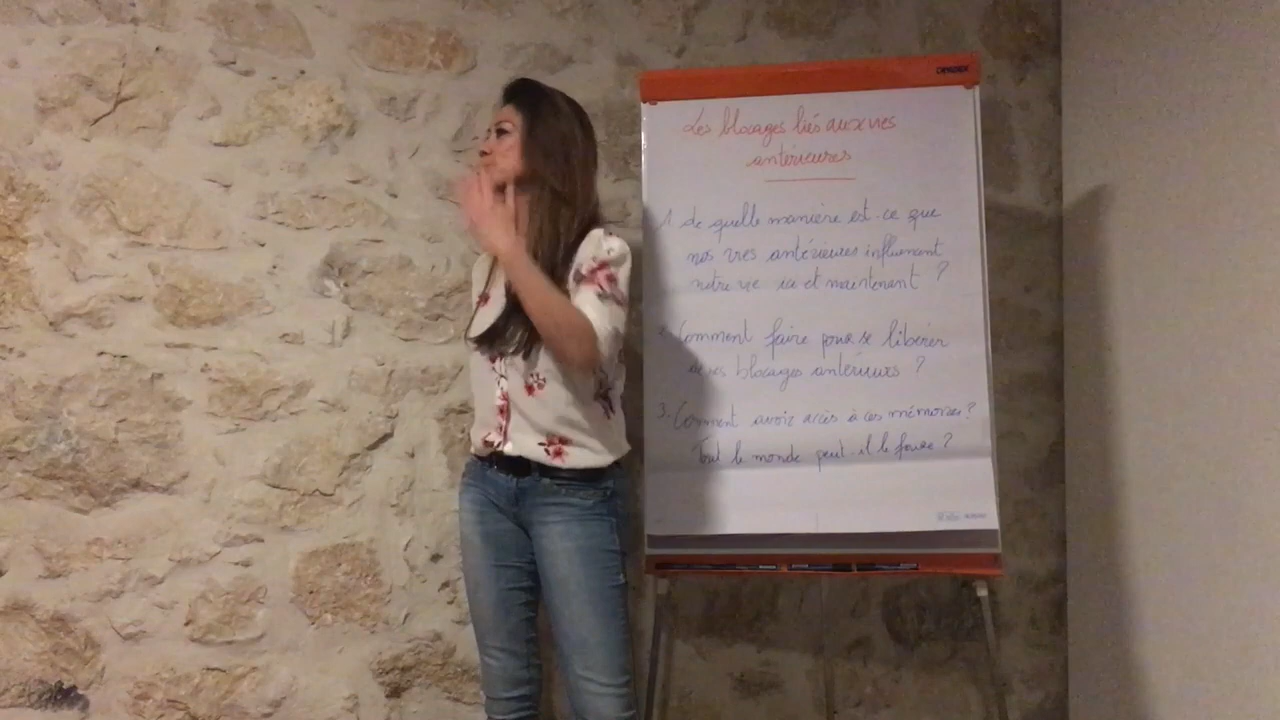 Les blocages liés aux vies
antérieures
1. De quelle manière est-ce que
nos vies antérieures influencent
notre vie ici et maintenant ?
Comment faire pour se libérer
de ses blocages antérieurs ?
3. Comment avoir accès à ces mémoires ?
Tout le monde peut-il le faire ?